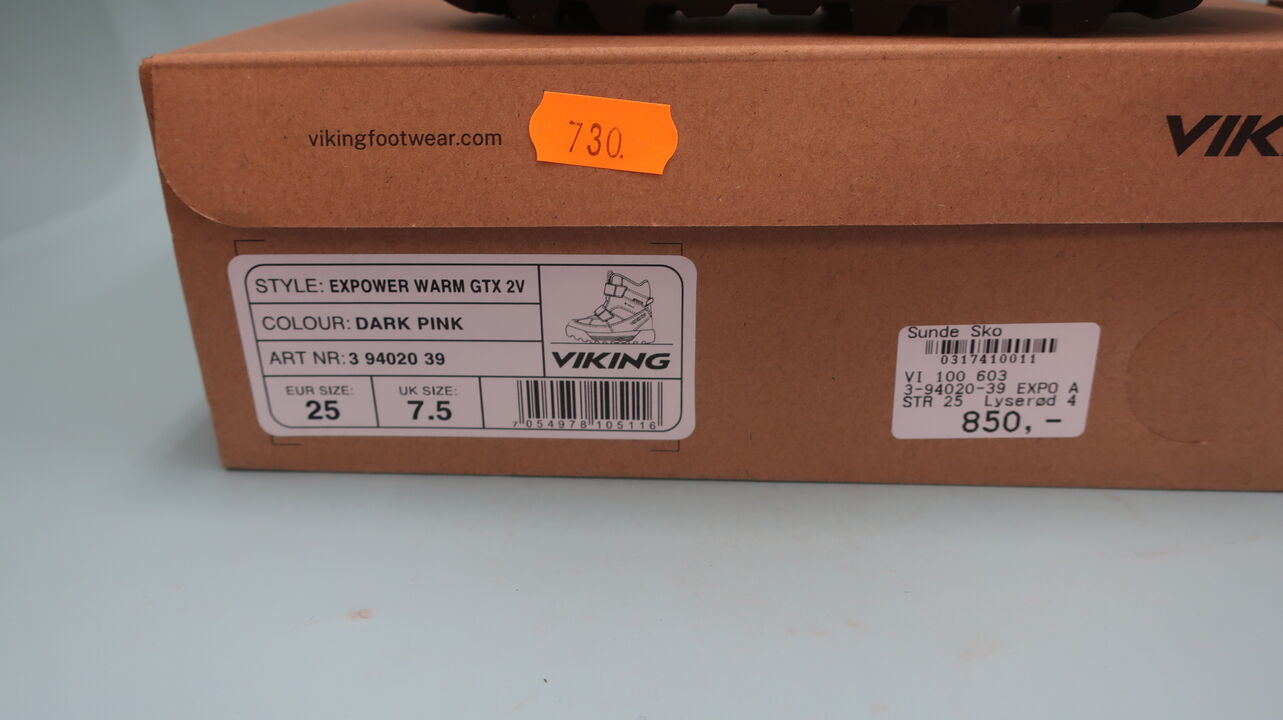 vikingfootwear.com
730.
STYLE: EXPOWER WARM GTX 2V
COLOUR: DARK PINK
ART NR: 3 94020 39
EUR SIZE:
25
UK SIZE:
7.5
VIKING
7 054978 105116
Sunde Sko
0317410011
VI 100 603
3-94020-39 EXPO A
STR 25 Lyserød 4
850,-